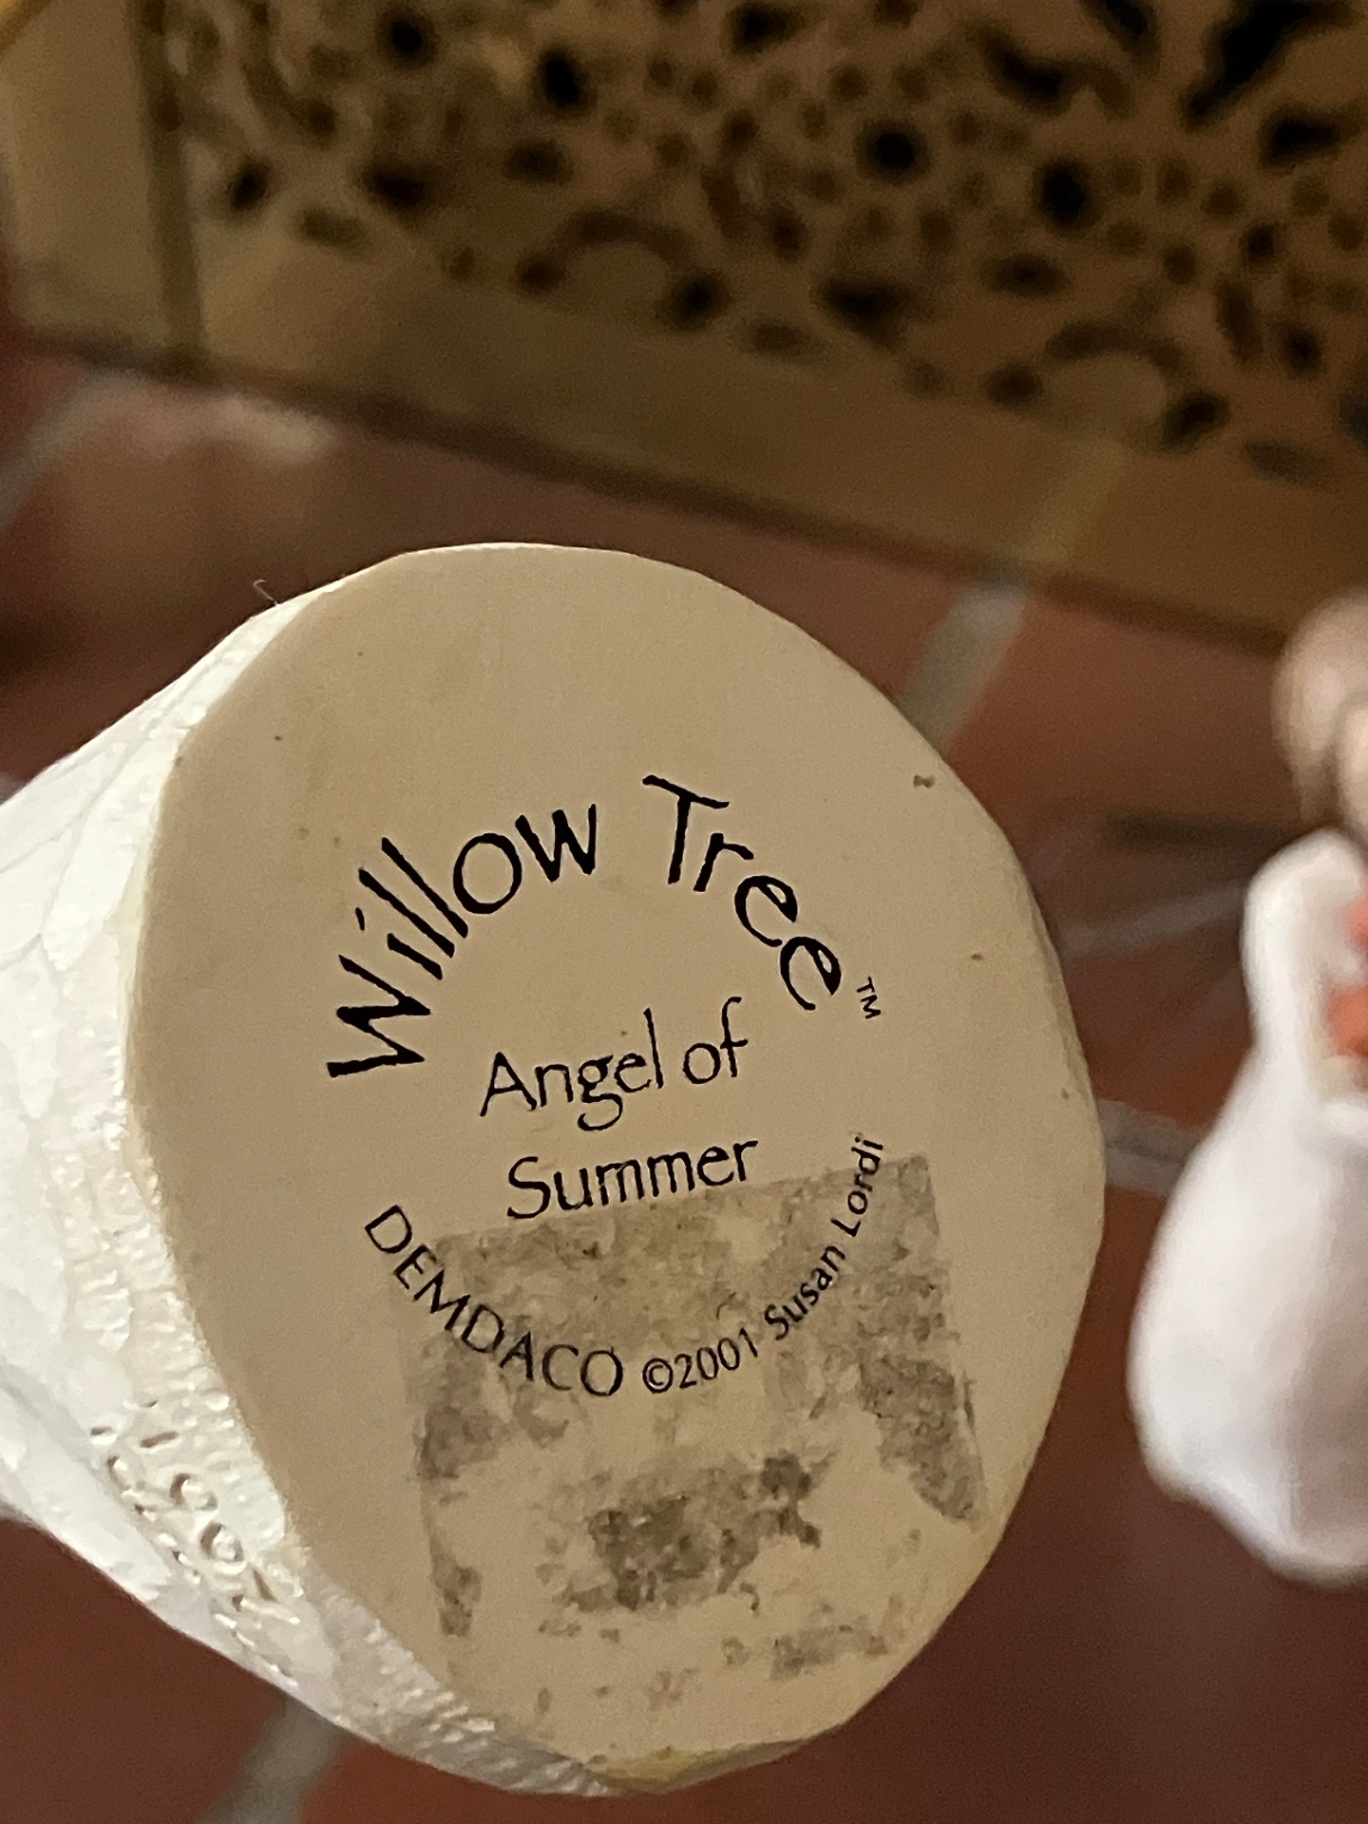 Willow Tree™
Angel of
Summer
DEMDACO ©2001 Susan Lordi